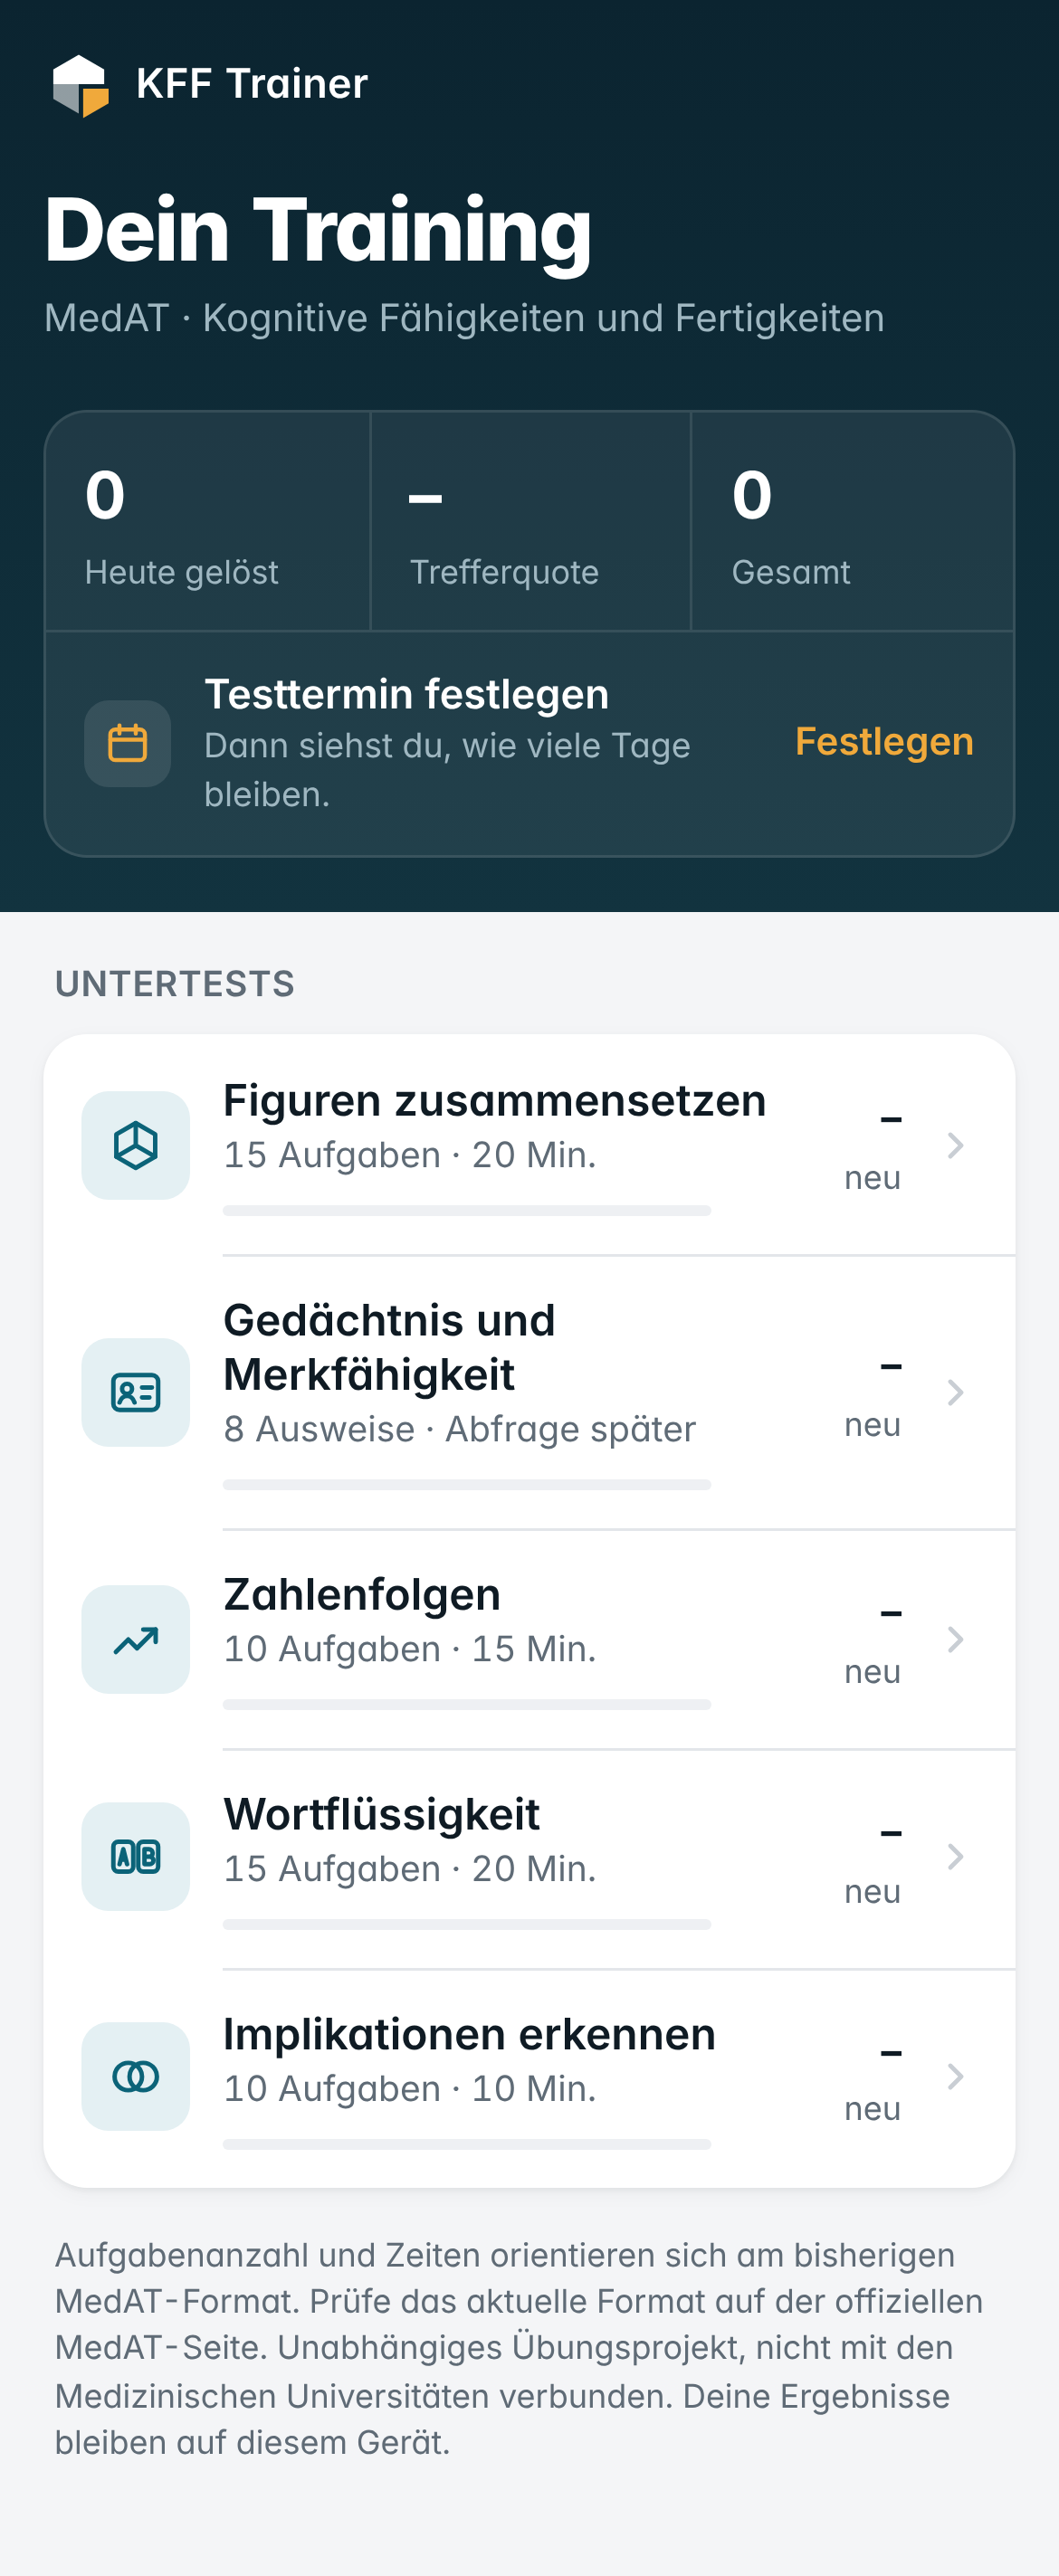 KFF Trainer
Dein Training
MedAT · Kognitive Fähigkeiten und Fertigkeiten
0
–
0
Heute gelöst
Trefferquote
Gesamt
Testtermin festlegen
Dann siehst du, wie viele Tage
bleiben.
Festlegen
UNTERTESTS
Figuren zusammensetzen
15 Aufgaben · 20 Min.
–
neu
Gedächtnis und
Merkfähigkeit
8 Ausweise · Abfrage später
–
neu
Zahlenfolgen
10 Aufgaben · 15 Min.
–
neu
A B
Wortflüssigkeit
15 Aufgaben · 20 Min.
–
neu
Implikationen erkennen
10 Aufgaben · 10 Min.
–
neu
Aufgabenanzahl und Zeiten orientieren sich am bisherigen
MedAT-Format. Prüfe das aktuelle Format auf der offiziellen
MedAT-Seite. Unabhängiges Übungsprojekt, nicht mit den
Medizinischen Universitäten verbunden. Deine Ergebnisse
bleiben auf diesem Gerät.